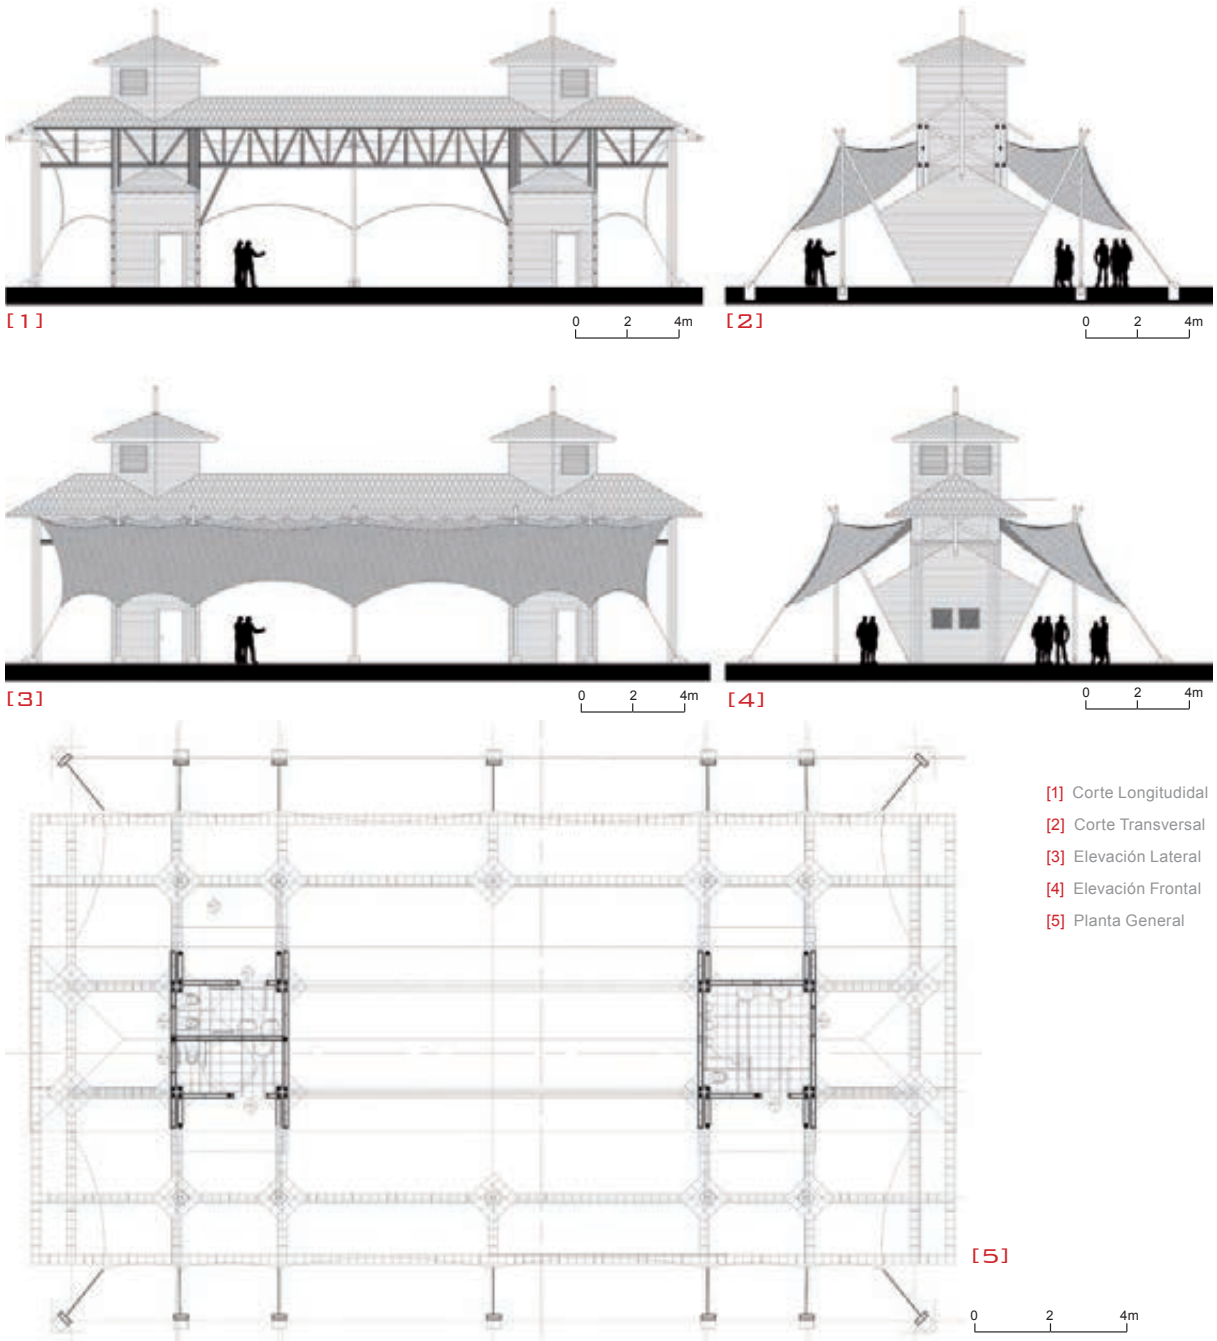 [1]
0 2 4m
[2]
0 2 4m
[3]
0 2 4m
[4]
0 2 4m
[1] Corte Longitudidal
[2] Corte Transversal
[3] Elevación Lateral
[4] Elevación Frontal
[5] Planta General
[5]
0 2 4m